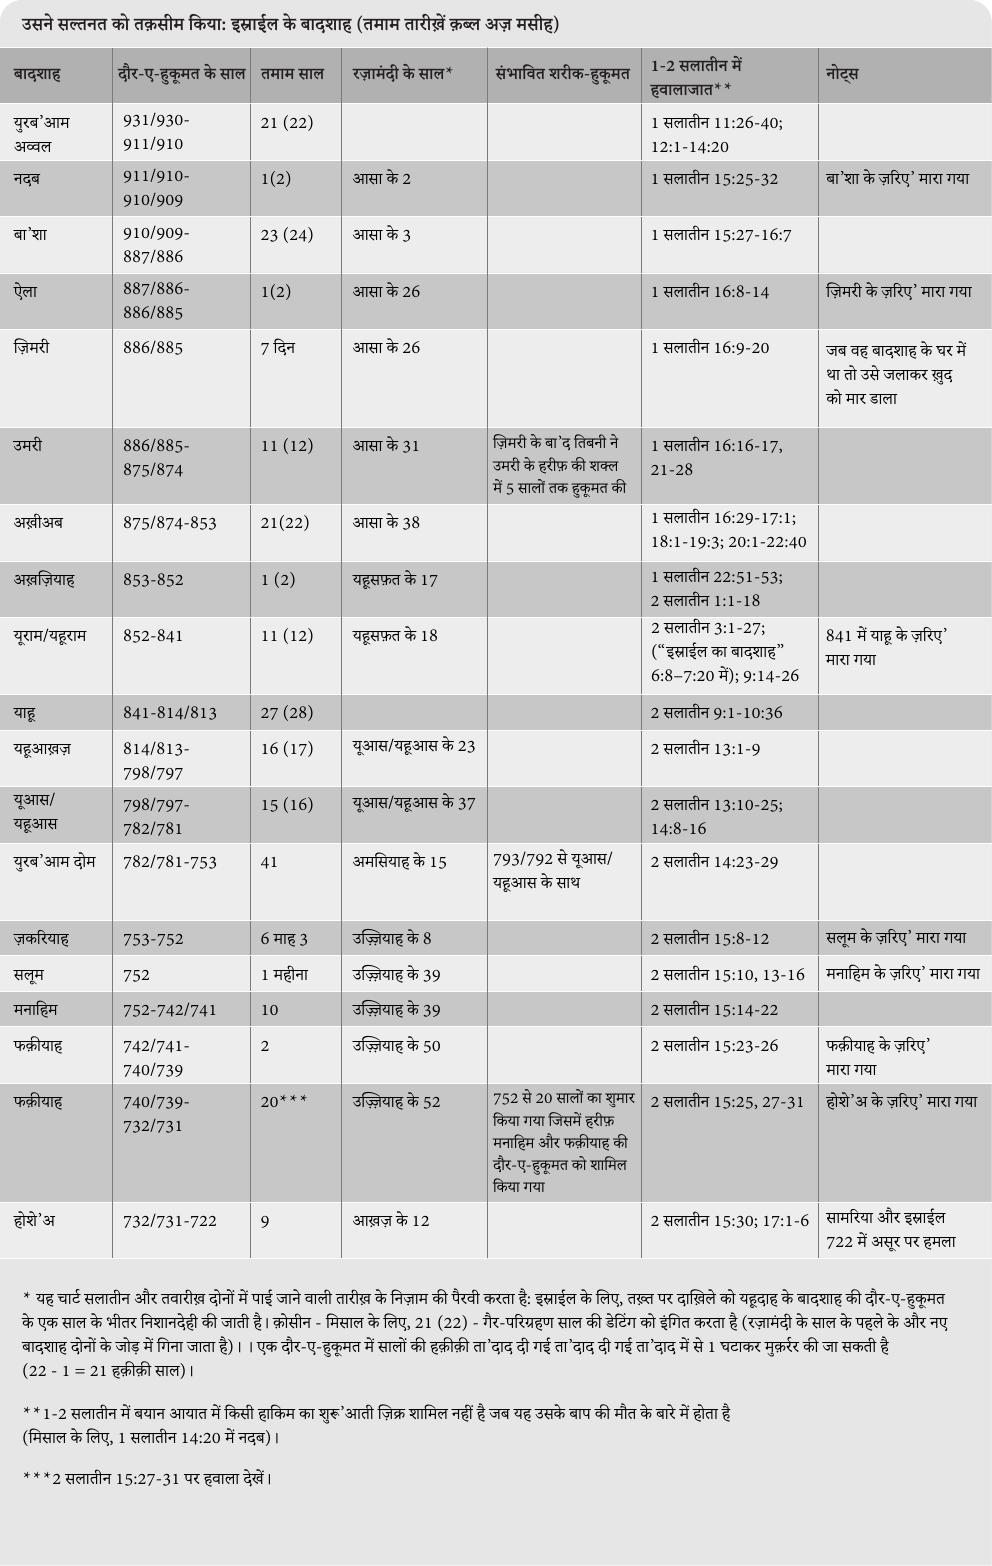 उसने सल्तनत को तक़सीम किया: इस्राईल के बादशाह (तमाम तारीख़ें क़ब्ल अज़ मसीह)
बादशाह दौर-ए-हुकूमत के साल तमाम साल रज़ामंदी के साल* संभावित शरीक-हुकूमत 1-2 सलातीन में
हवालाजात** नोट्स
युरब’आम
अव्वल 931/930-
911/910 21 (22) 1 सलातीन 11:26-40;
12:1-14:20
नदब 911/910-
910/909 1(2) आसा के 2 1 सलातीन 15:25-32 बा’शा के ज़रिए’ मारा गया
बा’शा 910/909-
887/886 23 (24) आसा के 3 1 सलातीन 15:27-16:7
ऐला 887/886-
886/885 1(2) आसा के 26 1 सलातीन 16:8-14 ज़िमरी के ज़रिए’ मारा गया
ज़िमरी 886/885 7 दिन आसा के 26 1 सलातीन 16:9-20 जब वह बादशाह के घर में
था तो उसे जलाकर ख़ुद
को मार डाला
उमरी 886/885-
875/874 11 (12) आसा के 31 ज़िमरी के बा’द तिबनी ने
उमरी के हरीफ़ की शक्ल
में 5 सालों तक हुकूमत की 1 सलातीन 16:16-17,
21-28
अख़ीअब 875/874-853 21(22) आसा के 38 1 सलातीन 16:29-17:1;
18:1-19:3; 20:1-22:40
अख़ज़ियाह 853-852 1 (2) यहूसफ़त के 17 1 सलातीन 22:51-53;
2 सलातीन 1:1-18
यूराम/यहूराम 852-841 11 (12) यहूसफ़त के 18 2 सलातीन 3:1-27;
(“इस्राईल का बादशाह”
6:8–7:20 में); 9:14-26 841 में याहू के ज़रिए’
मारा गया
याहू 841-814/813 27 (28) 2 सलातीन 9:1-10:36
यहूआख़ज़ 814/813-
798/797 16 (17) यूआस/यहूआस के 23 2 सलातीन 13:1-9
यूआस/
यहूआस 798/797-
782/781 15 (16) यूआस/यहूआस के 37 2 सलातीन 13:10-25;
14:8-16
युरब’आम दोम 782/781-753 41 अमसियाह के 15 793/792 से यूआस/
यहूआस के साथ 2 सलातीन 14:23-29
ज़करियाह 753-752 6 माह 3 उज़्ज़ियाह के 8 2 सलातीन 15:8-12 सलूम के ज़रिए’ मारा गया
सलूम 752 1 महीना उज़्ज़ियाह के 39 2 सलातीन 15:10, 13-16 मनाहिम के ज़रिए’ मारा गया
मनाहिम 752-742/741 10 उज़्ज़ियाह के 39 2 सलातीन 15:14-22
फक़ीयाह 742/741-
740/739 2 उज़्ज़ियाह के 50 2 सलातीन 15:23-26 फक़ीयाह के ज़रिए’
मारा गया
फक़ीयाह 740/739-
732/731 20*** उज़्ज़ियाह के 52 752 से 20 सालों का शुमार
किया गया जिसमें हरीफ़
मनाहिम और फक़ीयाह की
दौर-ए-हुकूमत को शामिल
किया गया 2 सलातीन 15:25, 27-31 होशे’अ के ज़रिए’ मारा गया
होशे’अ 732/731-722 9 आख़ज़ के 12 2 सलातीन 15:30; 17:1-6 सामरिया और इस्राईल
722 में असूर पर हमला
* यह चार्ट सलातीन और तवारीख़ दोनों में पाई जाने वाली तारीख़ के निज़ाम की पैरवी करता है: इस्राईल के लिए, तख़्त पर दाख़िले को यहूदाह के बादशाह की दौर-ए-हुकूमत
के एक साल के भीतर निशानदेही की जाती है। क़ोसीन - मिसाल के लिए, 21 (22) - गैर-परिग्रहण साल की डेटिंग को इंगित करता है (रज़ामंदी के साल के पहले के और नए
बादशाह दोनों के जोड़ में गिना जाता है)। । एक दौर-ए-हुकूमत में सालों की हक़ीक़ी ता’दाद दी गई ता’दाद दी गई ता’दाद में से 1 घटाकर मुक़र्रर की जा सकती है
(22 - 1 = 21 हक़ीक़ी साल)।
**1-2 सलातीन में बयान आयात में किसी हाकिम का शुरू’आती ज़िक्र शामिल नहीं है जब यह उसके बाप की मौत के बारे में होता है
(मिसाल के लिए, 1 सलातीन 14:20 में नदब)।
***2 सलातीन 15:27-31 पर हवाला देखें।